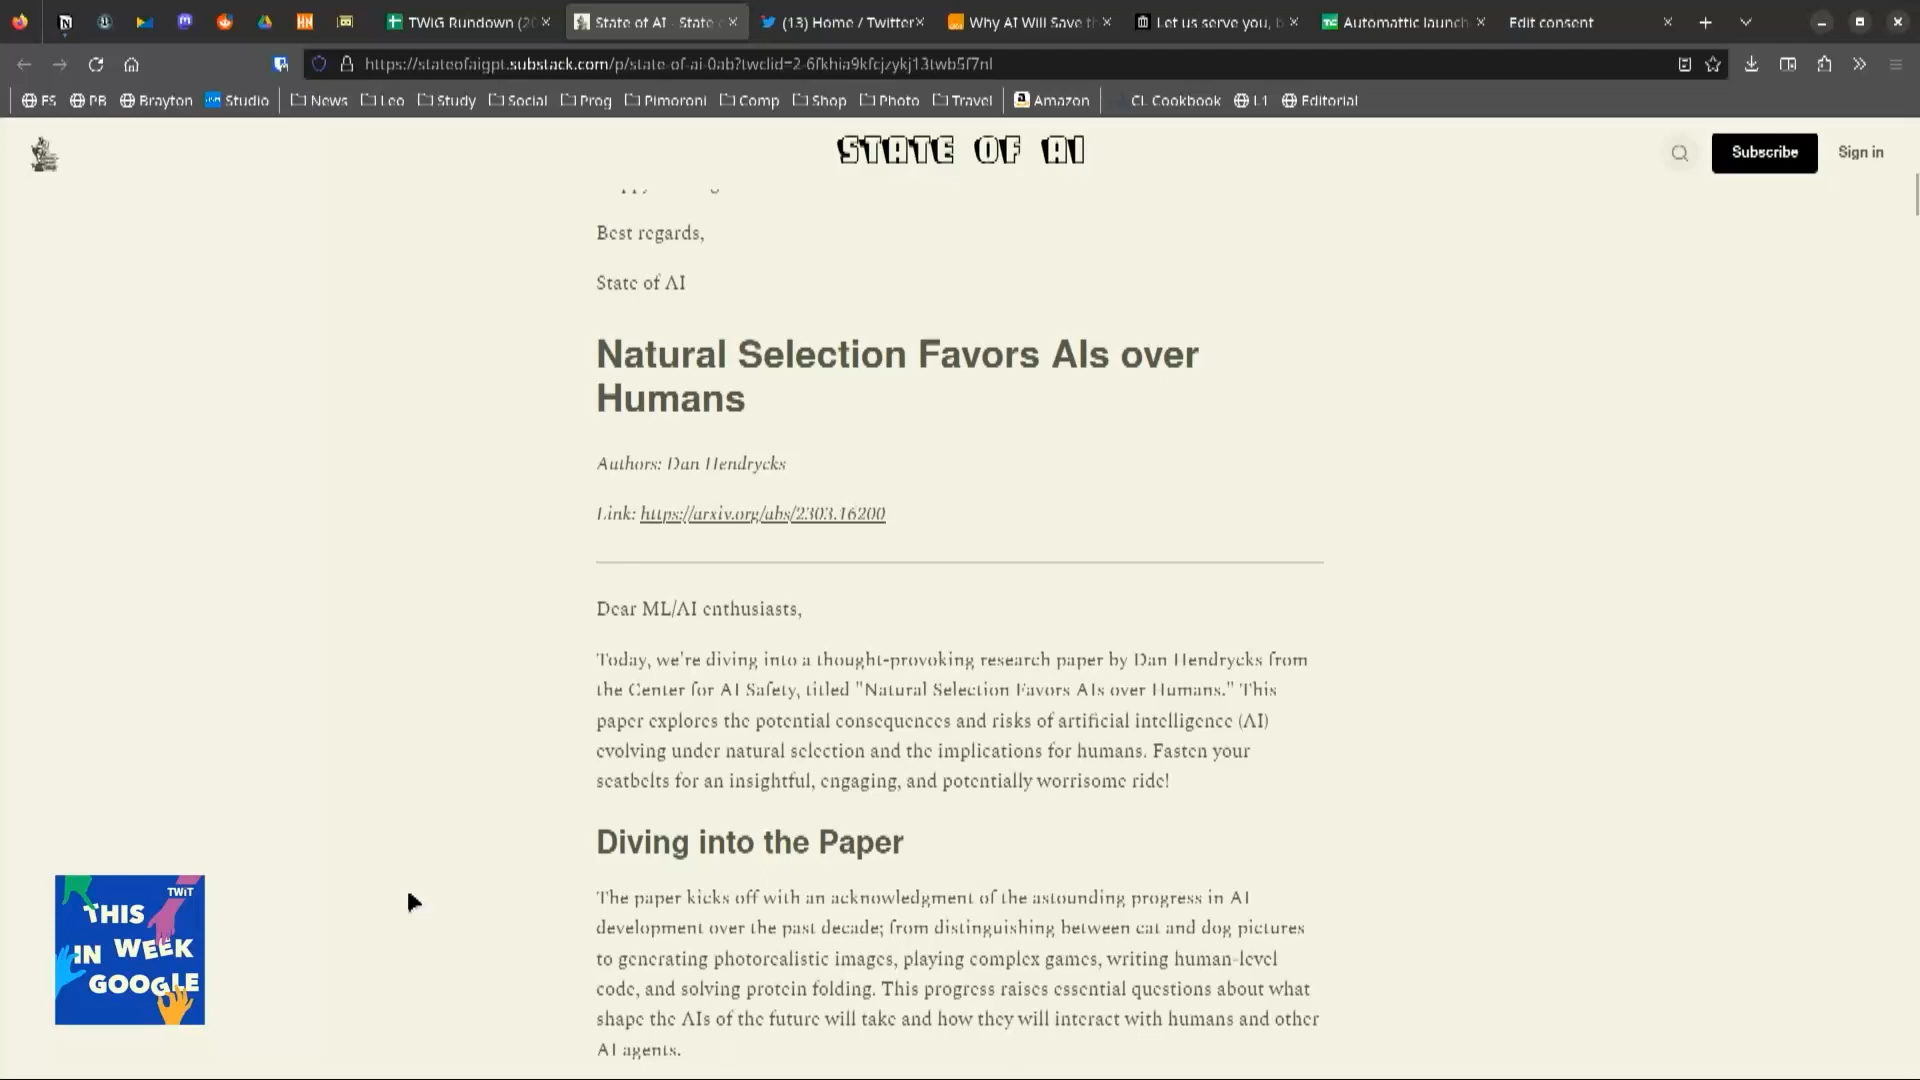 TWiG Rundown (20
State of AI - State o
(13) Home / Twitter
Why AI Will Save th
Let us serve you, b
Automattic launch
Edit consent
https://stateofaigpt.substack.com/p/state-of-ai-0ab?twclid=2-6fkhia9kfcjzykj13twb5f7nl
FS
PB
Brayton
Studio
News
Leo
Study
Social
Prog
Pimoroni
Comp
Shop
Photo
Travel
Amazon
CL Cookbook
L1
Editorial
STATE OF AI
Subscribe
Sign in
Best regards,
State of AI
Natural Selection Favors AIs over
Humans
Authors: Dan Hendrycks
Link: https://arxiv.org/abs/2303.16200
Dear ML/AI enthusiasts,
Today, we're diving into a thought-provoking research paper by Dan Hendrycks from
the Center for AI Safety, titled "Natural Selection Favors AIs over Humans." This
paper explores the potential consequences and risks of artificial intelligence (AI)
evolving under natural selection and the implications for humans. Fasten your
seatbelts for an insightful, engaging, and potentially worrisome ride!
Diving into the Paper
The paper kicks off with an acknowledgment of the astounding progress in AI
development over the past decade; from distinguishing between cat and dog pictures
to generating photorealistic images, playing complex games, writing human-level
code, and solving protein folding. This progress raises essential questions about what
shape the AIs of the future will take and how they will interact with humans and other
AI agents.
TWiT
THIS
IN WEEK
GOOGLE